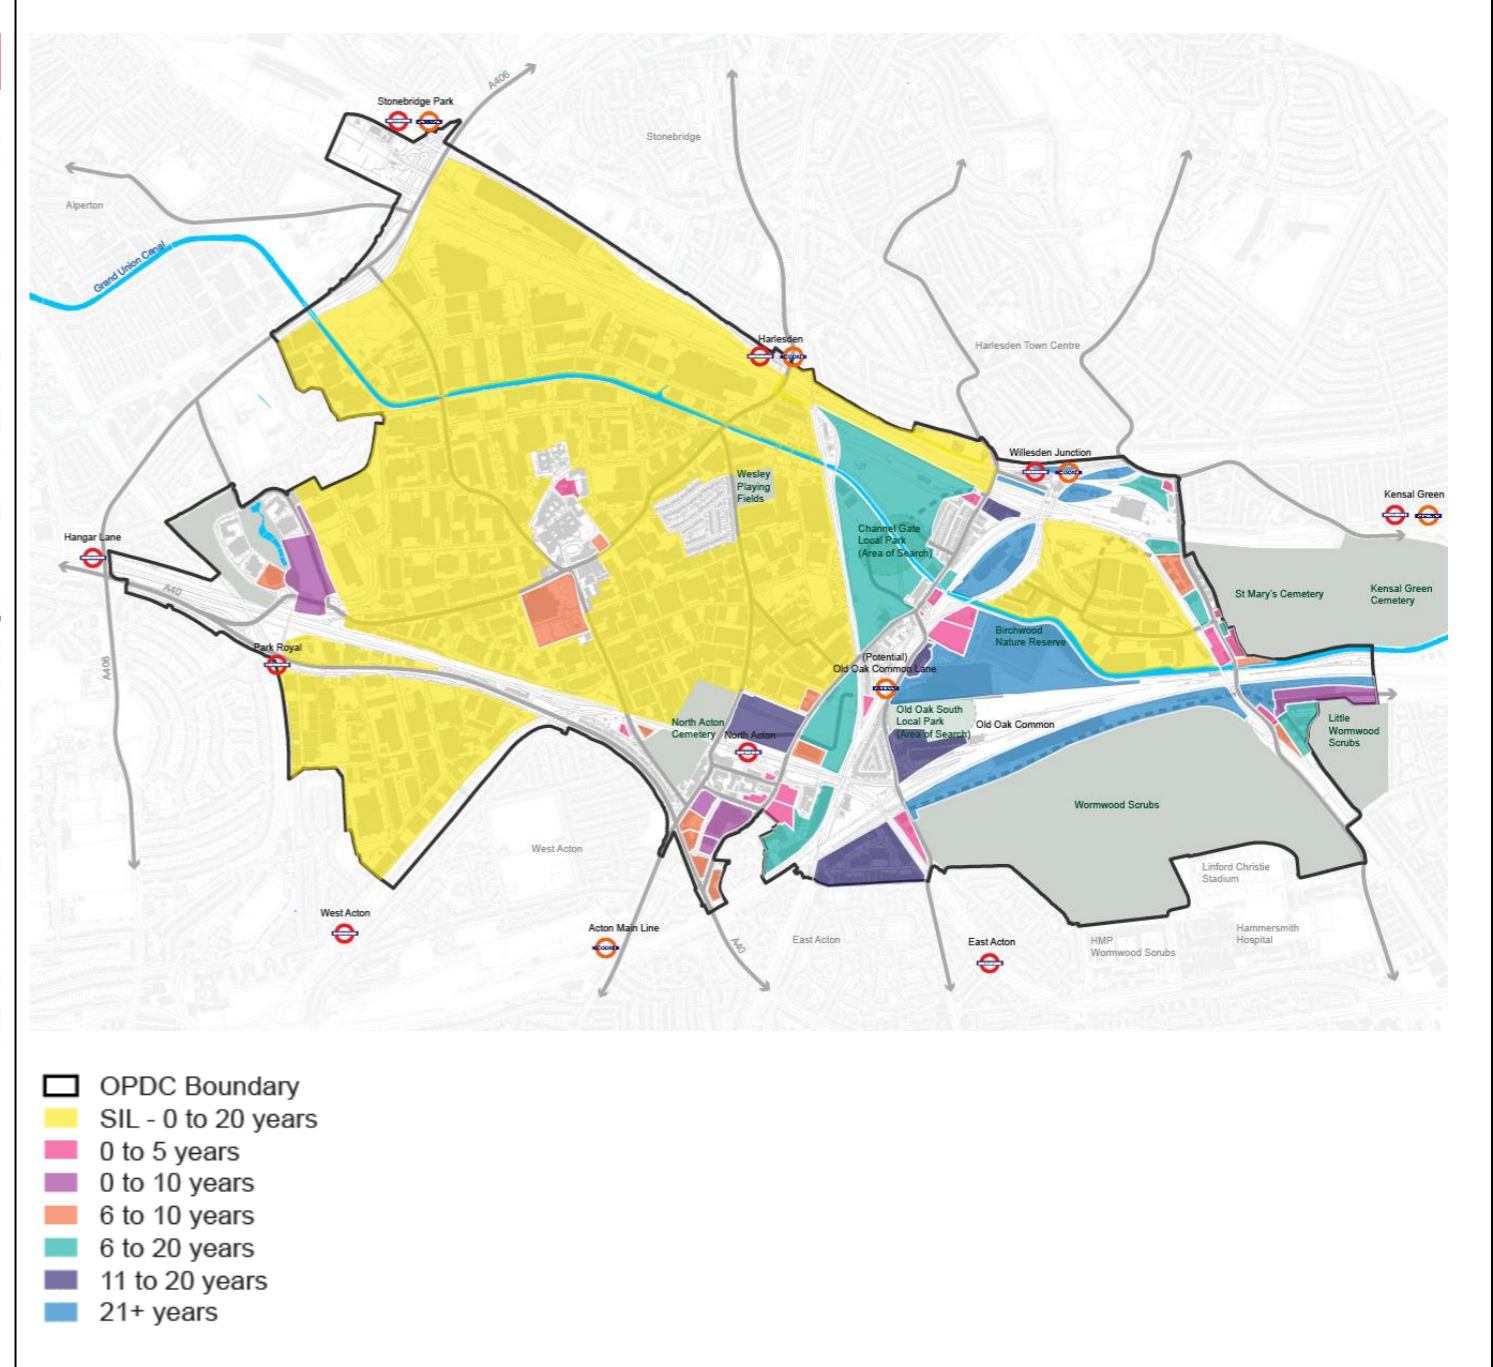 Stonebridge Park
A406
Stonebridge
Alperton
Grand Union Canal
Harlesden
Harlesden Town Centre
Willesden Junction
Kensal Green
Wesley
Playing
Fields
Hangar Lane
A40
Channel Gate
Local Park
(Area of Search)
St Mary's Cemetery
Kensal Green
Cemetery
Birchwood
Nature Reserve
Park Royal
A406
(Potential)
Old Oak Common Lane
Old Oak South
Local Park
(Area of Search)
Old Oak Common
North Acton
Cemetery
North Acton
Little
Wormwood
Scrubs
Wormwood Scrubs
West Acton
Linford Christie
Stadium
West Acton
Acton Main Line
A40
East Acton
East Acton
HMP
Wormwood Scrubs
Hammersmith
Hospital
OPDC Boundary
SIL - 0 to 20 years
0 to 5 years
0 to 10 years
6 to 10 years
6 to 20 years
11 to 20 years
21+ years